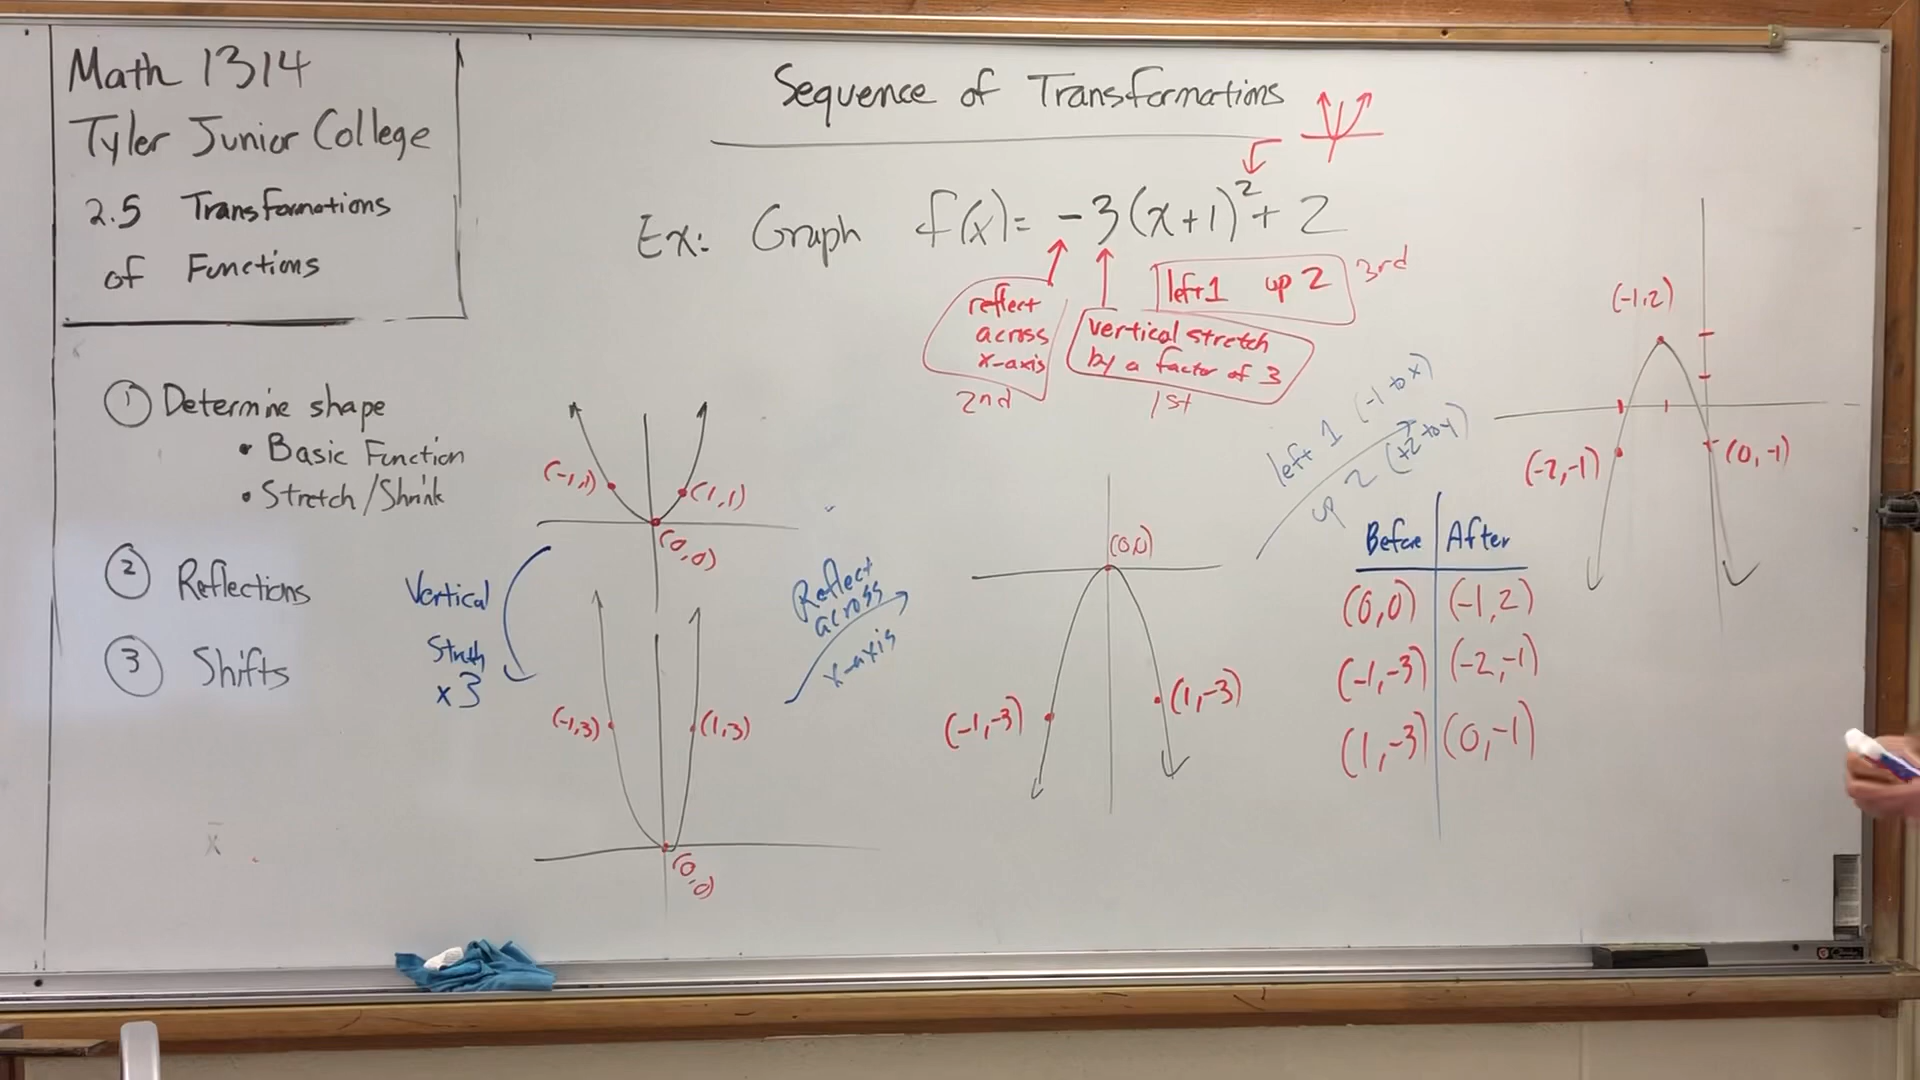 Math 1314
Tyler Junior College
2.5 Transformations
of Functions
Sequence of Transformations
Ex: Graph f(x)= -3(x+1)²+2
reflect
across
x-axis
2nd
vertical stretch
by a factor of 3
1st
left 1 up 2
3rd
① Determine shape
• Basic Function
• Stretch/Shrink
② Reflections
③ Shifts
(-1,1)
(1,1)
(0,0)
Vertical
x3
(-1,3)
(1,3)
(0,0)
Reflect
across
x-axis
(0,0)
(-1,-3)
(1,-3)
left 1 (-1 to x)
up 2 (+2 to y)
Before After
(0,0) (-1,2)
(-1,-3) (-2,-1)
(1,-3) (0,-1)
(-1,2)
(-2,-1)
(0,-1)